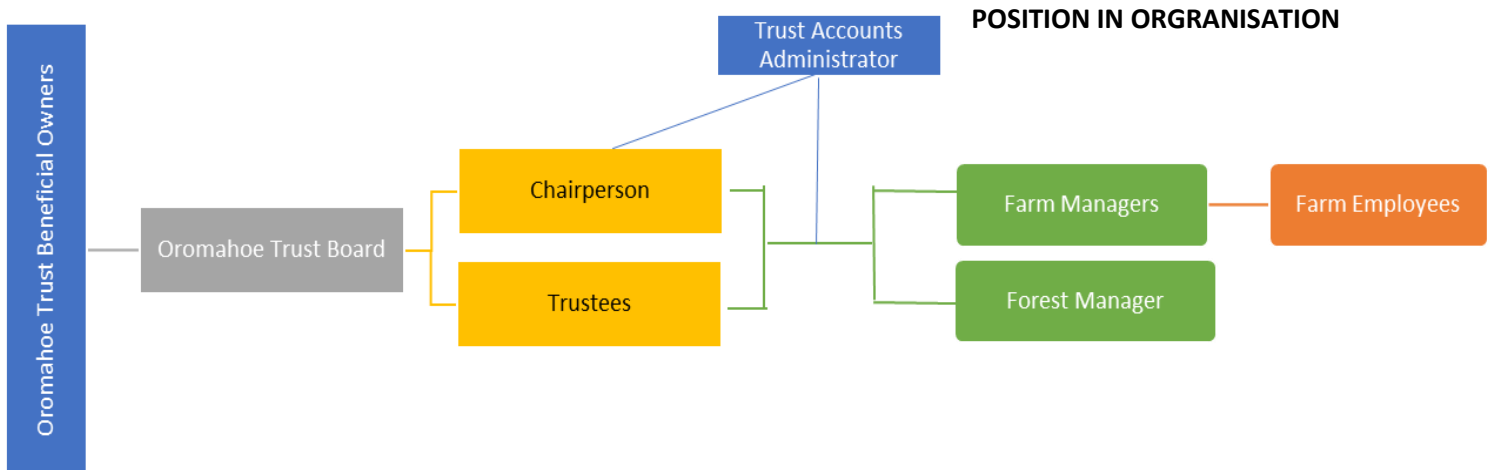 POSITION IN ORGRANISATION
Trust Accounts
Administrator
Oromahoe Trust Beneficial Owners
Oromahoe Trust Board
Chairperson
Trustees
Farm Managers
Forest Manager
Farm Employees